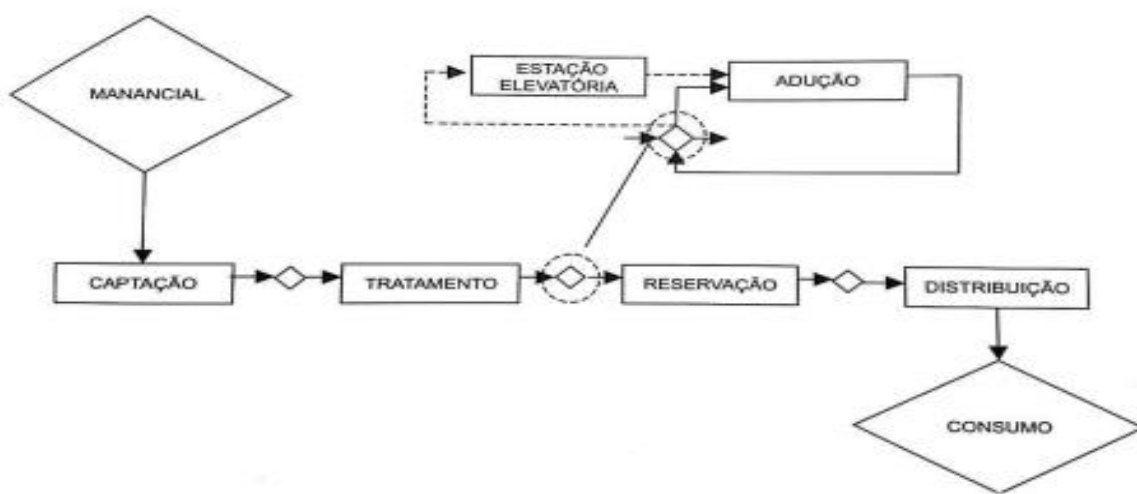 MANANCIAL
ESTAÇÃO
ELEVATÓRIA
ADUÇÃO
CAPTAÇÃO
TRATAMENTO
RESERVAÇÃO
DISTRIBUIÇÃO
CONSUMO